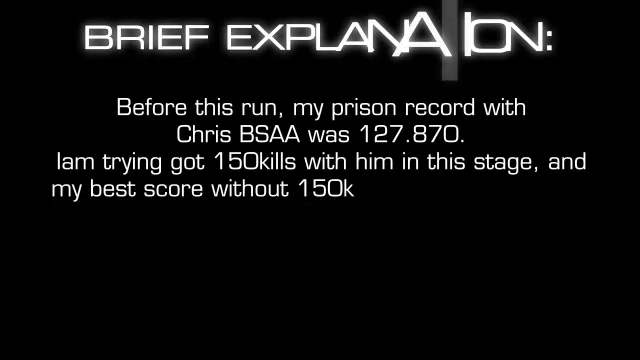 BRIEF EXPLANATION:
Before this run, my prison record with
Chris BSAA was 127.870.
Iam trying got 150kills with him in this stage, and
my best score without 150k